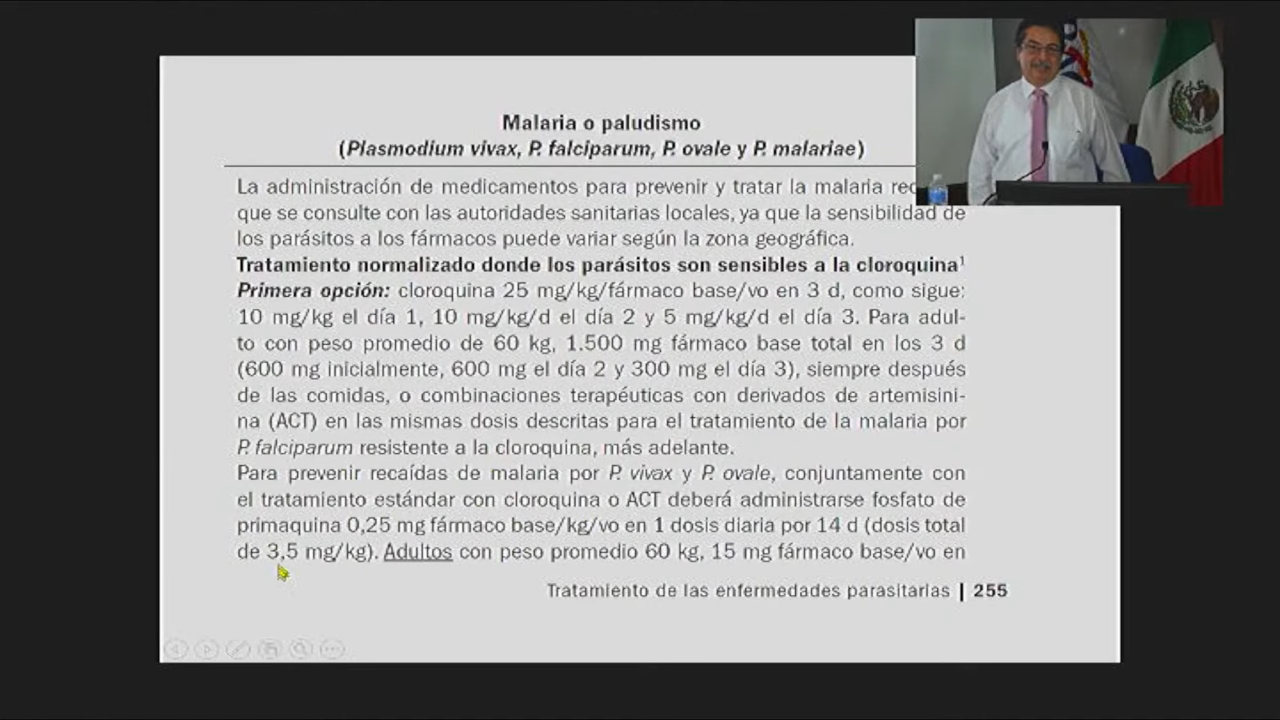 Malaria o paludismo
(Plasmodium vivax, P. falciparum, P. ovale y P. malariae)
La administración de medicamentos para prevenir y tratar la malaria
que se consulte con las autoridades sanitarias locales, ya que la sensibilidad de
los parásitos a los fármacos puede variar según la zona geográfica.
Tratamiento normalizado donde los parásitos son sensibles a la cloroquina¹
Primera opción: cloroquina 25 mg/kg/fármaco base/vo en 3 d, como sigue:
10 mg/kg el día 1, 10 mg/kg/d el día 2 y 5 mg/kg/d el día 3. Para adul-
to con peso promedio de 60 kg, 1.500 mg fármaco base total en los 3 d
(600 mg inicialmente, 600 mg el día 2 y 300 mg el día 3), siempre después
de las comidas, o combinaciones terapéuticas con derivados de artemisini-
na (ACT) en las mismas dosis descritas para el tratamiento de la malaria por
P. falciparum resistente a la cloroquina, más adelante.
Para prevenir recaídas de malaria por P. vivax y P. ovale, conjuntamente con
el tratamiento estándar con cloroquina o ACT deberá administrarse fosfato de
primaquina 0,25 mg fármaco base/kg/vo en 1 dosis diaria por 14 d (dosis total
de 3,5 mg/kg). Adultos con peso promedio 60 kg, 15 mg fármaco base/vo en
Tratamiento de las enfermedades parasitarias | 255